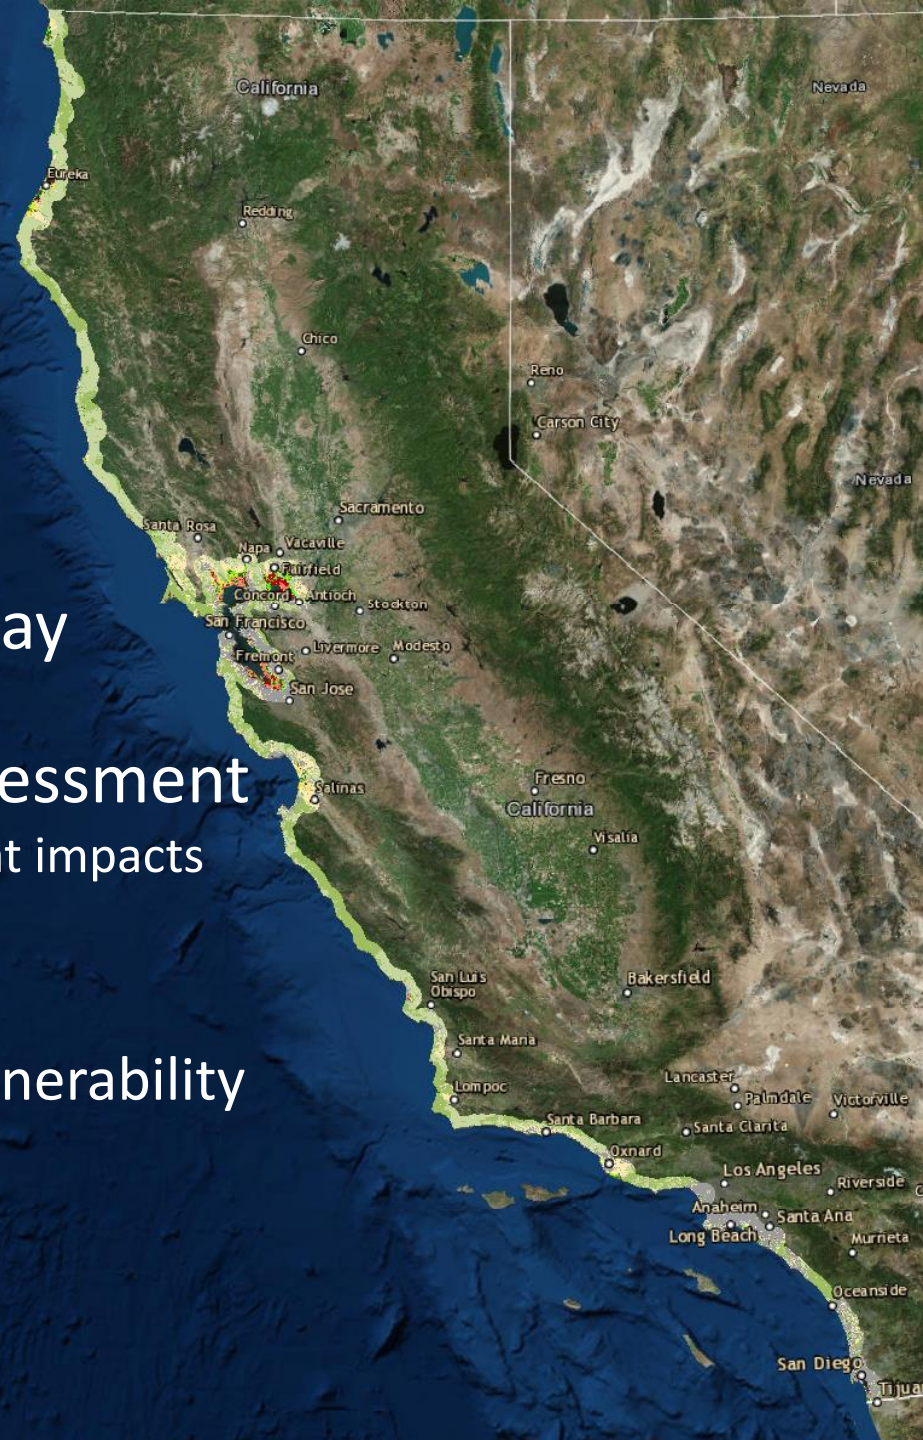 California
Nevada
Eureka
Redding
Chico
Reno
Carson City
Nevada
Sacramento
Santa Rosa
Napa
Vacaville
Fairfield
Concord
Antioch
Stockton
San Francisco
ay
Livermore
Modesto
Fremont
San Jose
essment
Fresno
Salinas
California
Visalia
t impacts
San Luis
Obispo
Bakersfield
Santa Maria
nerability
Lancaster
Lompoc
Palmdale
Victorville
Santa Barbara
Santa Clarita
Oxnard
Los Angeles
Riverside
Anaheim
Santa Ana
Long Beach
Murrieta
Oceanside
San Diego
Tijua